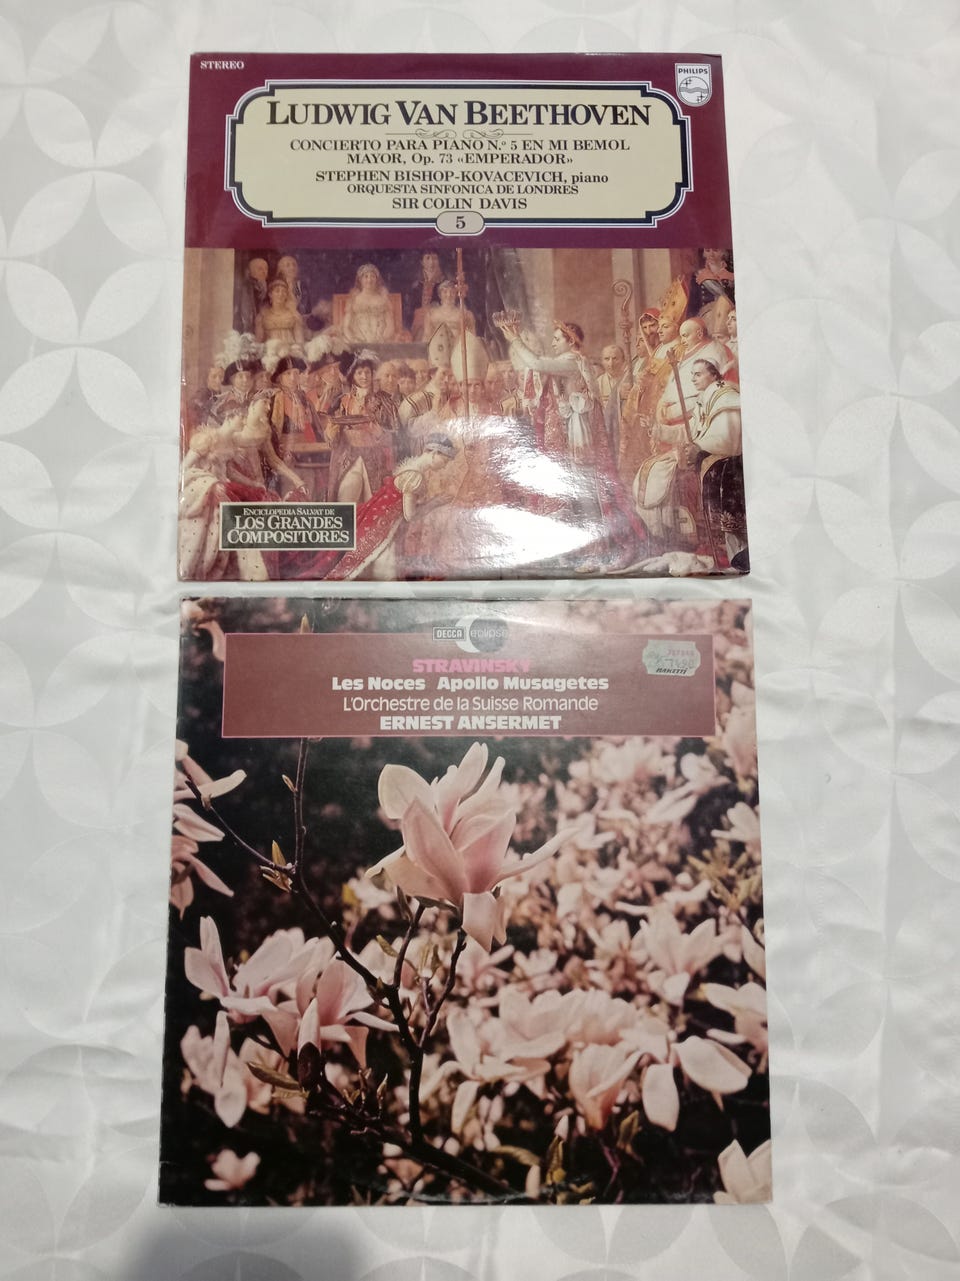 STEREO
PHILIPS
LUDWIG VAN BEETHOVEN
CONCIERTO PARA PIANO N.º 5 EN MI BEMOL
MAYOR, Op. 73 «EMPERADOR»
STEPHEN BISHOP-KOVACEVICH, piano
ORQUESTA SINFONICA DE LONDRES
SIR COLIN DAVIS
5
ENCICLOPEDIA SALVAT DE
LOS GRANDES
COMPOSITORES
DECCA eclipse
STRAVINSKY
Les Noces Apollo Musagetes
L'Orchestre de la Suisse Romande
ERNEST ANSERMET